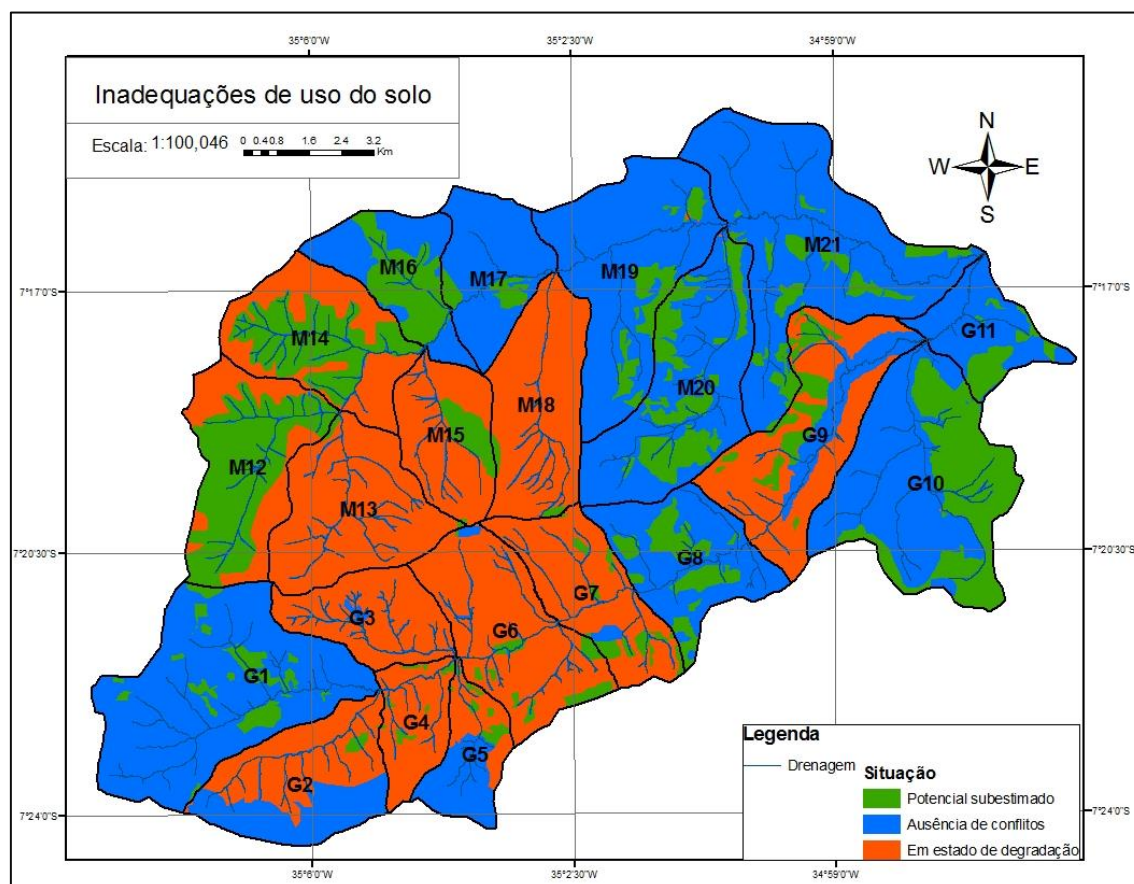 35°6'0"W 35°2'30"W 34°59'0"W
Inadequações de uso do solo
Escala: 1:100,046 0 0.4 0.8 1.6 2.4 3.2
Km
N
W E
S
M21
M16
M17
M19
7°17'0"S 7°17'0"S
G11
M14
M20
M18
M15
G9
M12
G10
M13
7°20'30"S 7°20'30"S
G8
G7
G3
G6
G1
G4
G5
G2
Legenda
Drenagem
Situação
Potencial subestimado
Ausência de conflitos
Em estado de degradação
7°24'0"S 7°24'0"S
35°6'0"W 35°2'30"W 34°59'0"W